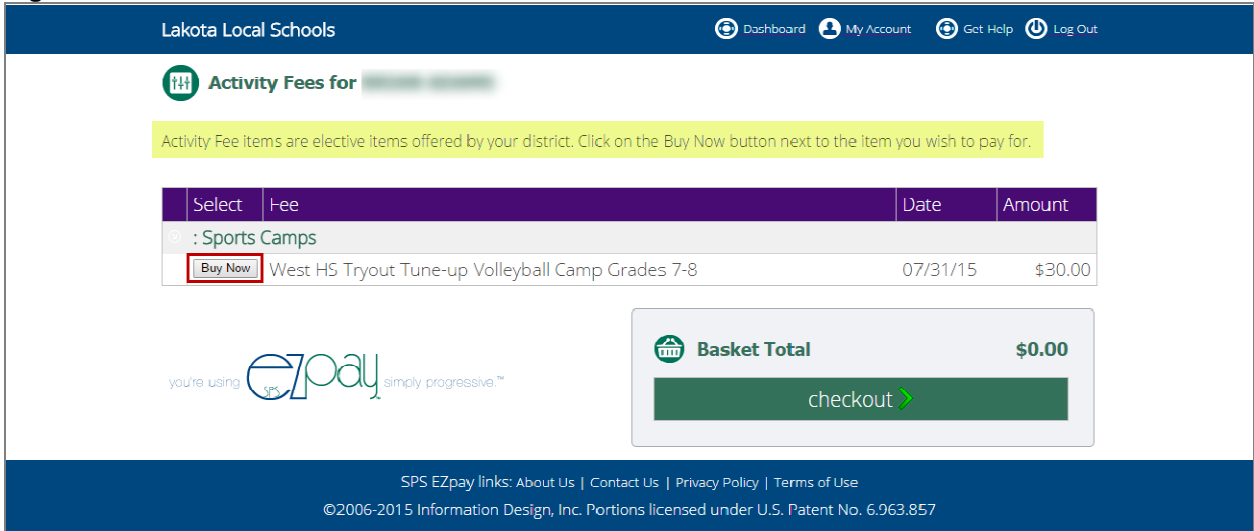 Lakota Local Schools Dashboard My Account Get Help Log Out
Activity Fees for
Activity Fee items are elective items offered by your district. Click on the Buy Now button next to the item you wish to pay for.
Select Fee Date Amount
: Sports Camps
Buy Now West HS Tryout Tune-up Volleyball Camp Grades 7-8 07/31/15 $30.00
Basket Total $0.00
you're using SPS EZpay simply progressive.™
checkout
SPS EZpay links: About Us | Contact Us | Privacy Policy | Terms of Use
©2006-2015 Information Design, Inc. Portions licensed under U.S. Patent No. 6.963.857